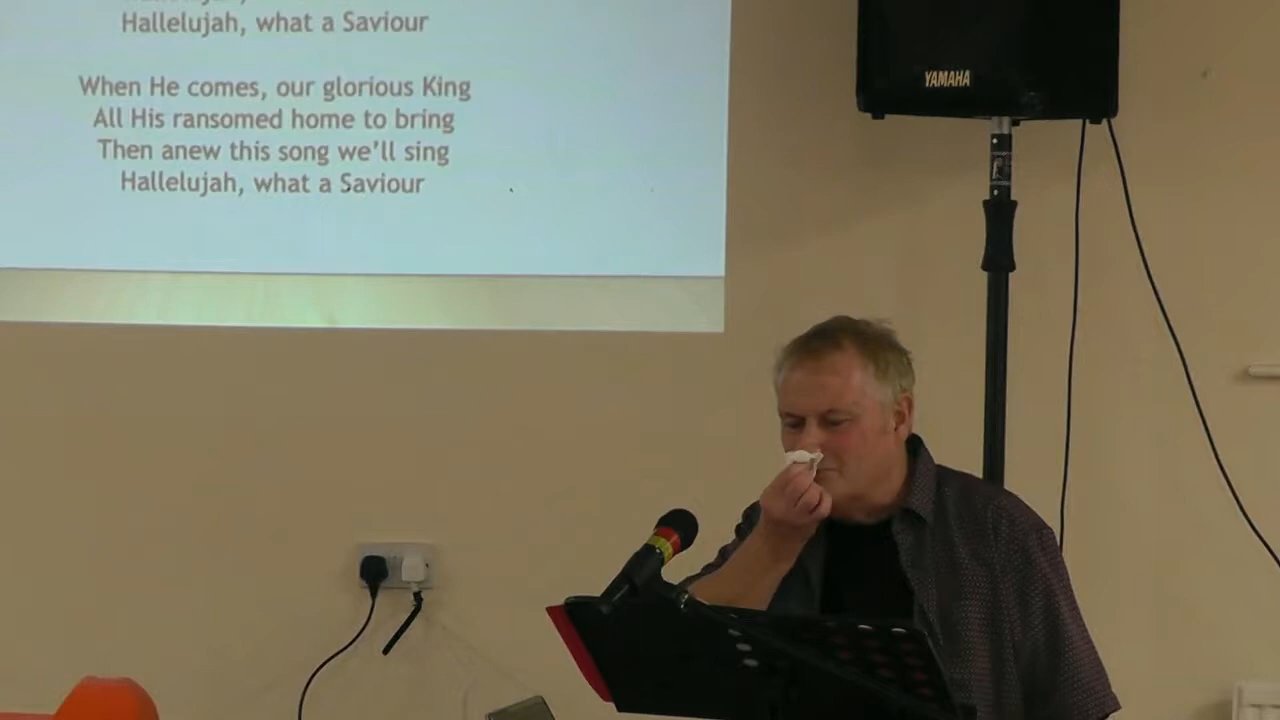 Hallelujah, what a Saviour
When He comes, our glorious King
All His ransomed home to bring
Then anew this song we'll sing
Hallelujah, what a Saviour
YAMAHA